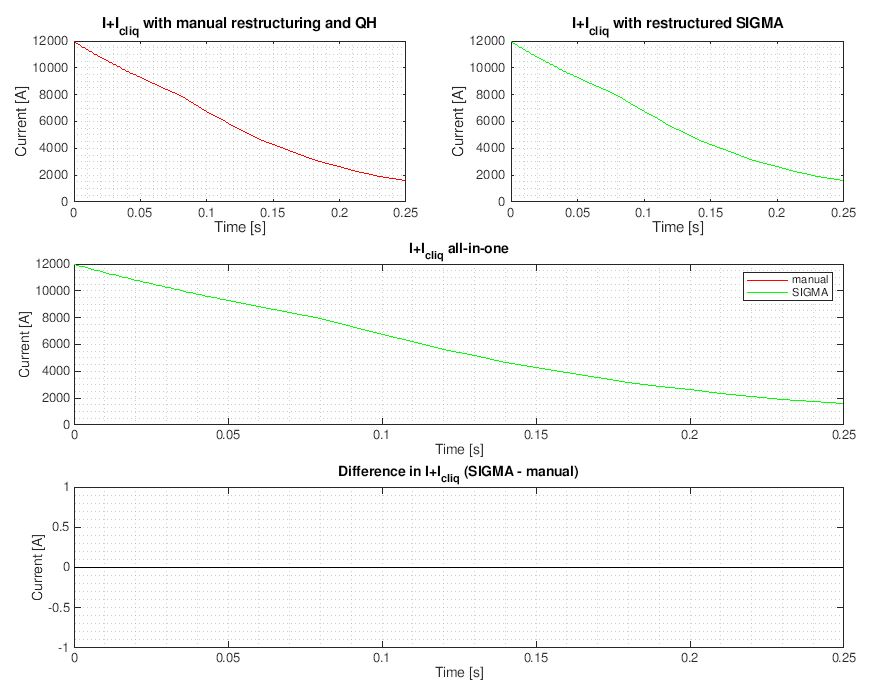 I+Icliq with manual restructuring and QH
Current [A]
12000
10000
8000
6000
4000
2000
0
0 0.05 0.1 0.15 0.2 0.25
Time [s]
I+Icliq with restructured SIGMA
Current [A]
12000
10000
8000
6000
4000
2000
0
0 0.05 0.1 0.15 0.2 0.25
Time [s]
I+Icliq all-in-one
Current [A]
12000
10000
8000
6000
4000
2000
0
manual
SIGMA
0 0.05 0.1 0.15 0.2 0.25
Time [s]
Difference in I+Icliq (SIGMA - manual)
Current [A]
1
0.5
0
-0.5
-1
0 0.05 0.1 0.15 0.2 0.25
Time [s]